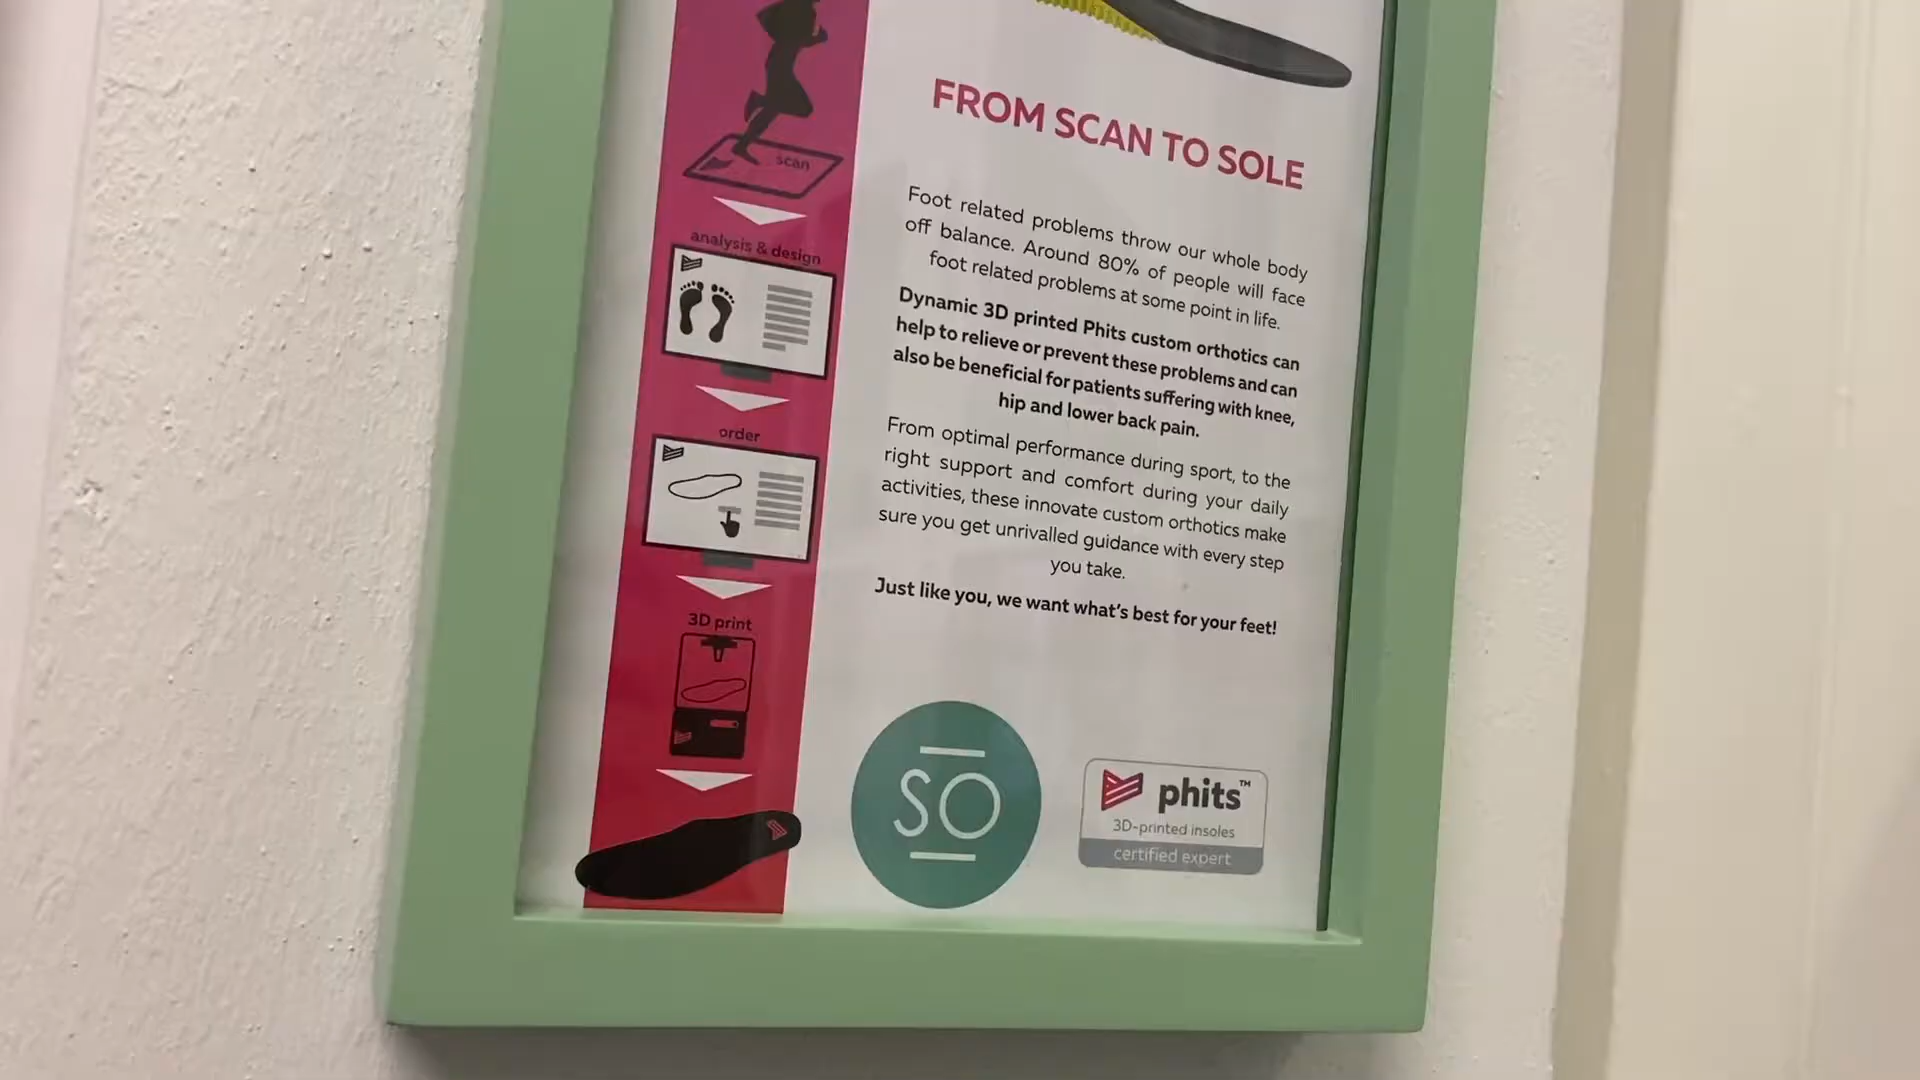 scan
analysis & design
order
3D print
FROM SCAN TO SOLE
Foot related problems throw our whole body
off balance. Around 80% of people will face
foot related problems at some point in life.
Dynamic 3D printed Phits custom orthotics can
help to relieve or prevent these problems and can
also be beneficial for patients suffering with knee,
hip and lower back pain.
From optimal performance during sport, to the
right support and comfort during your daily
activities, these innovate custom orthotics make
sure you get unrivalled guidance with every step
you take.
Just like you, we want what's best for your feet!
SO
phits™
3D-printed insoles
certified expert